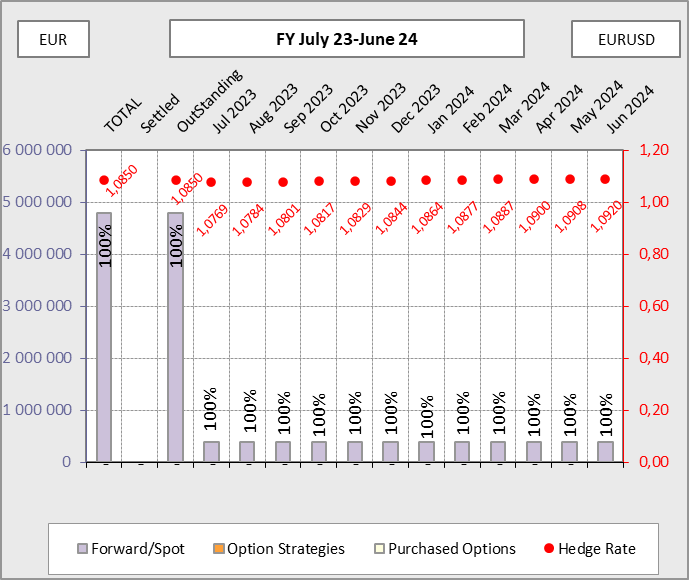 EUR
FY July 23-June 24
EURUSD
TOTAL
Settled
OutStanding
Jul 2023
Aug 2023
Sep 2023
Oct 2023
Nov 2023
Dec 2023
Jan 2024
Feb 2024
Mar 2024
Apr 2024
May 2024
Jun 2024
6 000 000
5 000 000
4 000 000
3 000 000
2 000 000
1 000 000
0
1,20
1,00
0,80
0,60
0,40
0,20
0,00
1,0850
1,0850
1,0769
1,0784
1,0801
1,0817
1,0829
1,0844
1,0864
1,0877
1,0887
1,0900
1,0908
1,0920
100%
100%
100%
100%
100%
100%
100%
100%
100%
100%
100%
100%
100%
100%
Forward/Spot
Option Strategies
Purchased Options
Hedge Rate